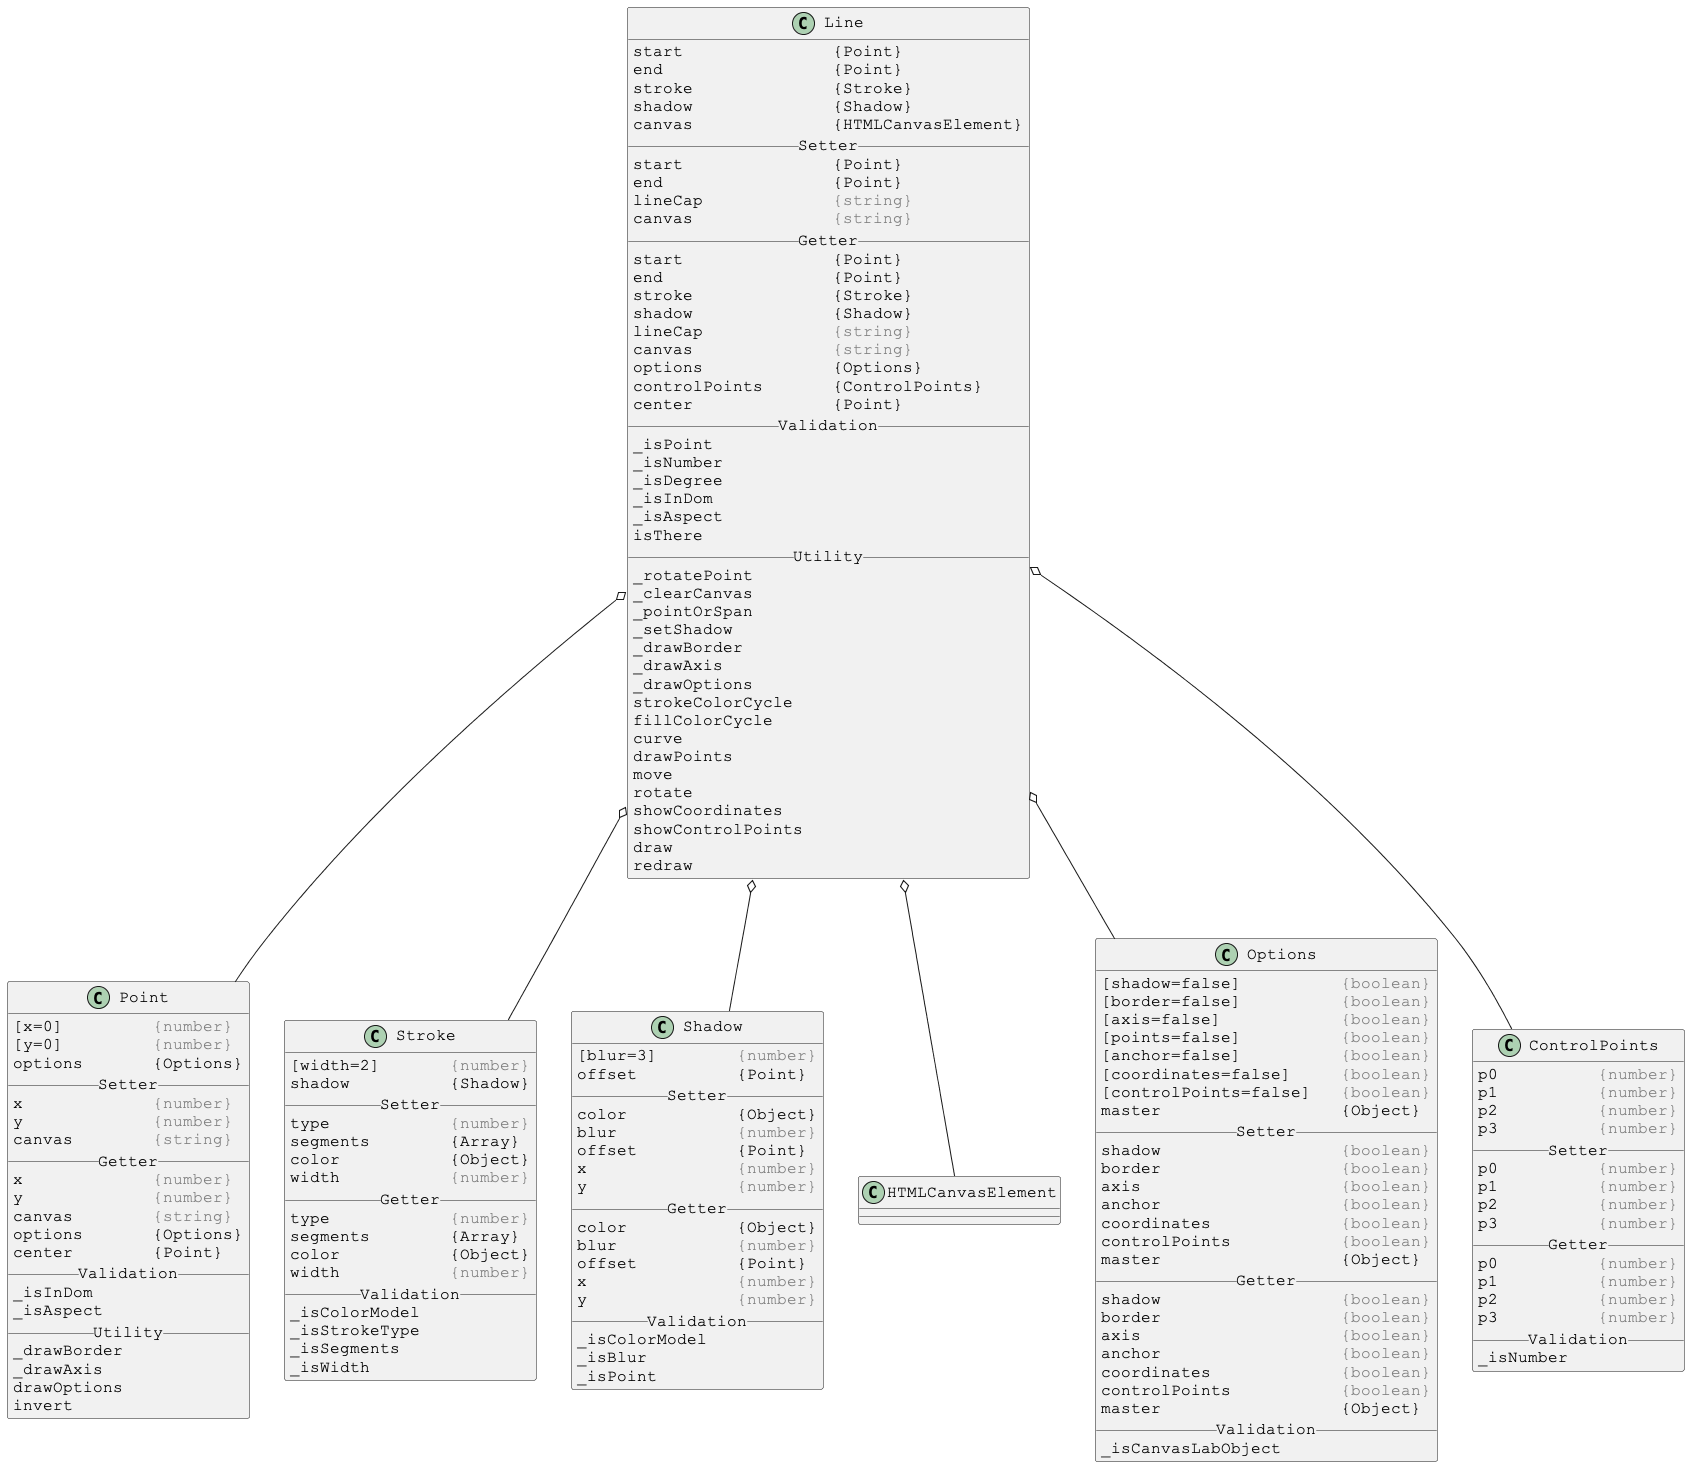 C Line
start {Point}
end {Point}
stroke {Stroke}
shadow {Shadow}
canvas {HTMLCanvasElement}
Setter
start {Point}
end {Point}
lineCap {string}
canvas {string}
Getter
start {Point}
end {Point}
stroke {Stroke}
shadow {Shadow}
lineCap {string}
canvas {string}
options {Options}
controlPoints {ControlPoints}
center {Point}
Validation
_isPoint
_isNumber
_isDegree
_isInDom
_isAspect
isThere
Utility
_rotatePoint
_clearCanvas
_pointOrSpan
_setShadow
_drawBorder
_drawAxis
_drawOptions
strokeColorCycle
fillColorCycle
curve
drawPoints
move
rotate
showCoordinates
showControlPoints
draw
redraw
C Point
[x=0] {number}
[y=0] {number}
options {Options}
Setter
x {number}
y {number}
canvas {string}
Getter
x {number}
y {number}
canvas {string}
options {Options}
center {Point}
Validation
_isInDom
_isAspect
Utility
_drawBorder
_drawAxis
drawOptions
invert
C Stroke
[width=2] {number}
shadow {Shadow}
Setter
type {number}
segments {Array}
color {Object}
width {number}
Getter
type {number}
segments {Array}
color {Object}
width {number}
Validation
_isColorModel
_isStrokeType
_isSegments
_isWidth
C Shadow
[blur=3] {number}
offset {Point}
Setter
color {Object}
blur {number}
offset {Point}
x {number}
y {number}
Getter
color {Object}
blur {number}
offset {Point}
x {number}
y {number}
Validation
_isColorModel
_isBlur
_isPoint
C HTMLCanvasElement
C Options
[shadow=false] {boolean}
[border=false] {boolean}
[axis=false] {boolean}
[points=false] {boolean}
[anchor=false] {boolean}
[coordinates=false] {boolean}
[controlPoints=false] {boolean}
master {Object}
Setter
shadow {boolean}
border {boolean}
axis {boolean}
anchor {boolean}
coordinates {boolean}
controlPoints {boolean}
master {Object}
Getter
shadow {boolean}
border {boolean}
axis {boolean}
anchor {boolean}
coordinates {boolean}
controlPoints {boolean}
master {Object}
Validation
_isCanvasLabObject
C ControlPoints
p0 {number}
p1 {number}
p2 {number}
p3 {number}
Setter
p0 {number}
p1 {number}
p2 {number}
p3 {number}
Getter
p0 {number}
p1 {number}
p2 {number}
p3 {number}
Validation
_isNumber